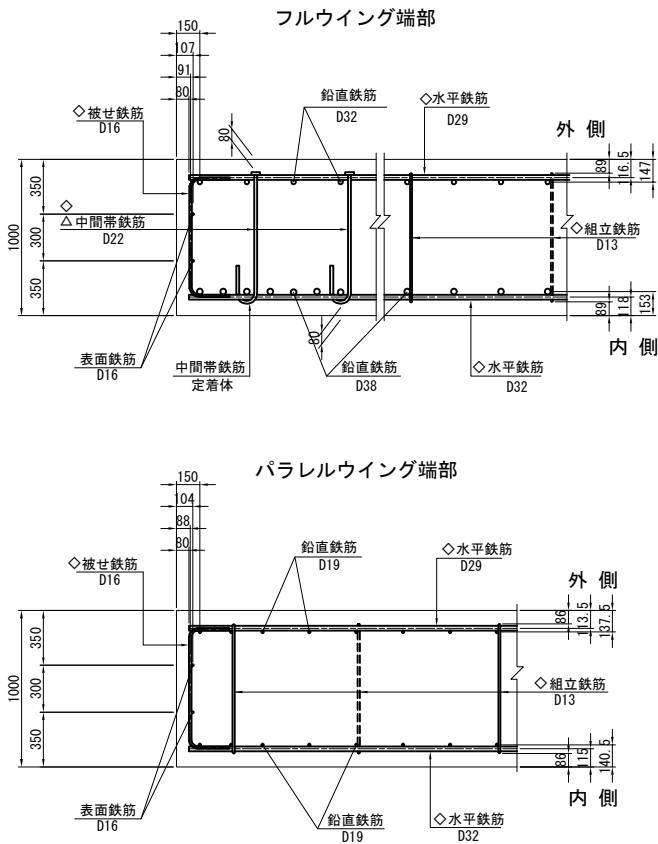 フルウイング端部
150
107
91
80
◇被せ鉄筋
D16
80
鉛直鉄筋
D32
◇水平鉄筋
D29
外 側
89
116.5
147
350
300
350
1000
◇
△中間帯鉄筋
D22
◇組立鉄筋
D13
89
118
153
内 側
80
表面鉄筋
D16
中間帯鉄筋
定着体
鉛直鉄筋
D38
◇水平鉄筋
D32
パラレルウイング端部
150
104
88
80
◇被せ鉄筋
D16
鉛直鉄筋
D19
◇水平鉄筋
D29
外 側
86
113.5
137.5
350
300
350
1000
◇組立鉄筋
D13
86
115
140.5
内 側
表面鉄筋
D16
鉛直鉄筋
D19
◇水平鉄筋
D32